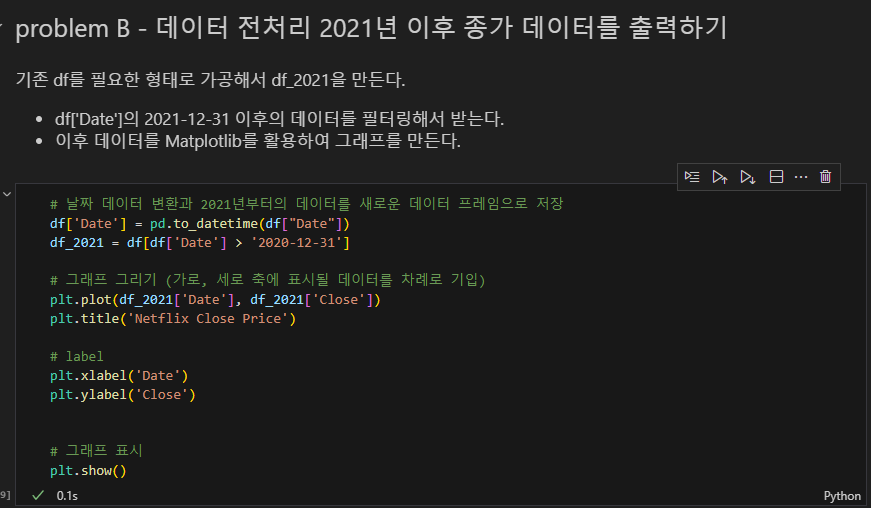 problem B - 데이터 전처리 2021년 이후 종가 데이터를 출력하기
기존 df를 필요한 형태로 가공해서 df_2021을 만든다.
• df['Date']의 2021-12-31 이후의 데이터를 필터링해서 받는다.
• 이후 데이터를 Matplotlib를 활용하여 그래프를 만든다.
# 날짜 데이터 변환과 2021년부터의 데이터를 새로운 데이터 프레임으로 저장
df['Date'] = pd.to_datetime(df["Date"])
df_2021 = df[df['Date'] > '2020-12-31']
# 그래프 그리기 (가로, 세로 축에 표시될 데이터를 차례로 기입)
plt.plot(df_2021['Date'], df_2021['Close'])
plt.title('Netflix Close Price')
# label
plt.xlabel('Date')
plt.ylabel('Close')
# 그래프 표시
plt.show()
9] ✓ 0.1s Python